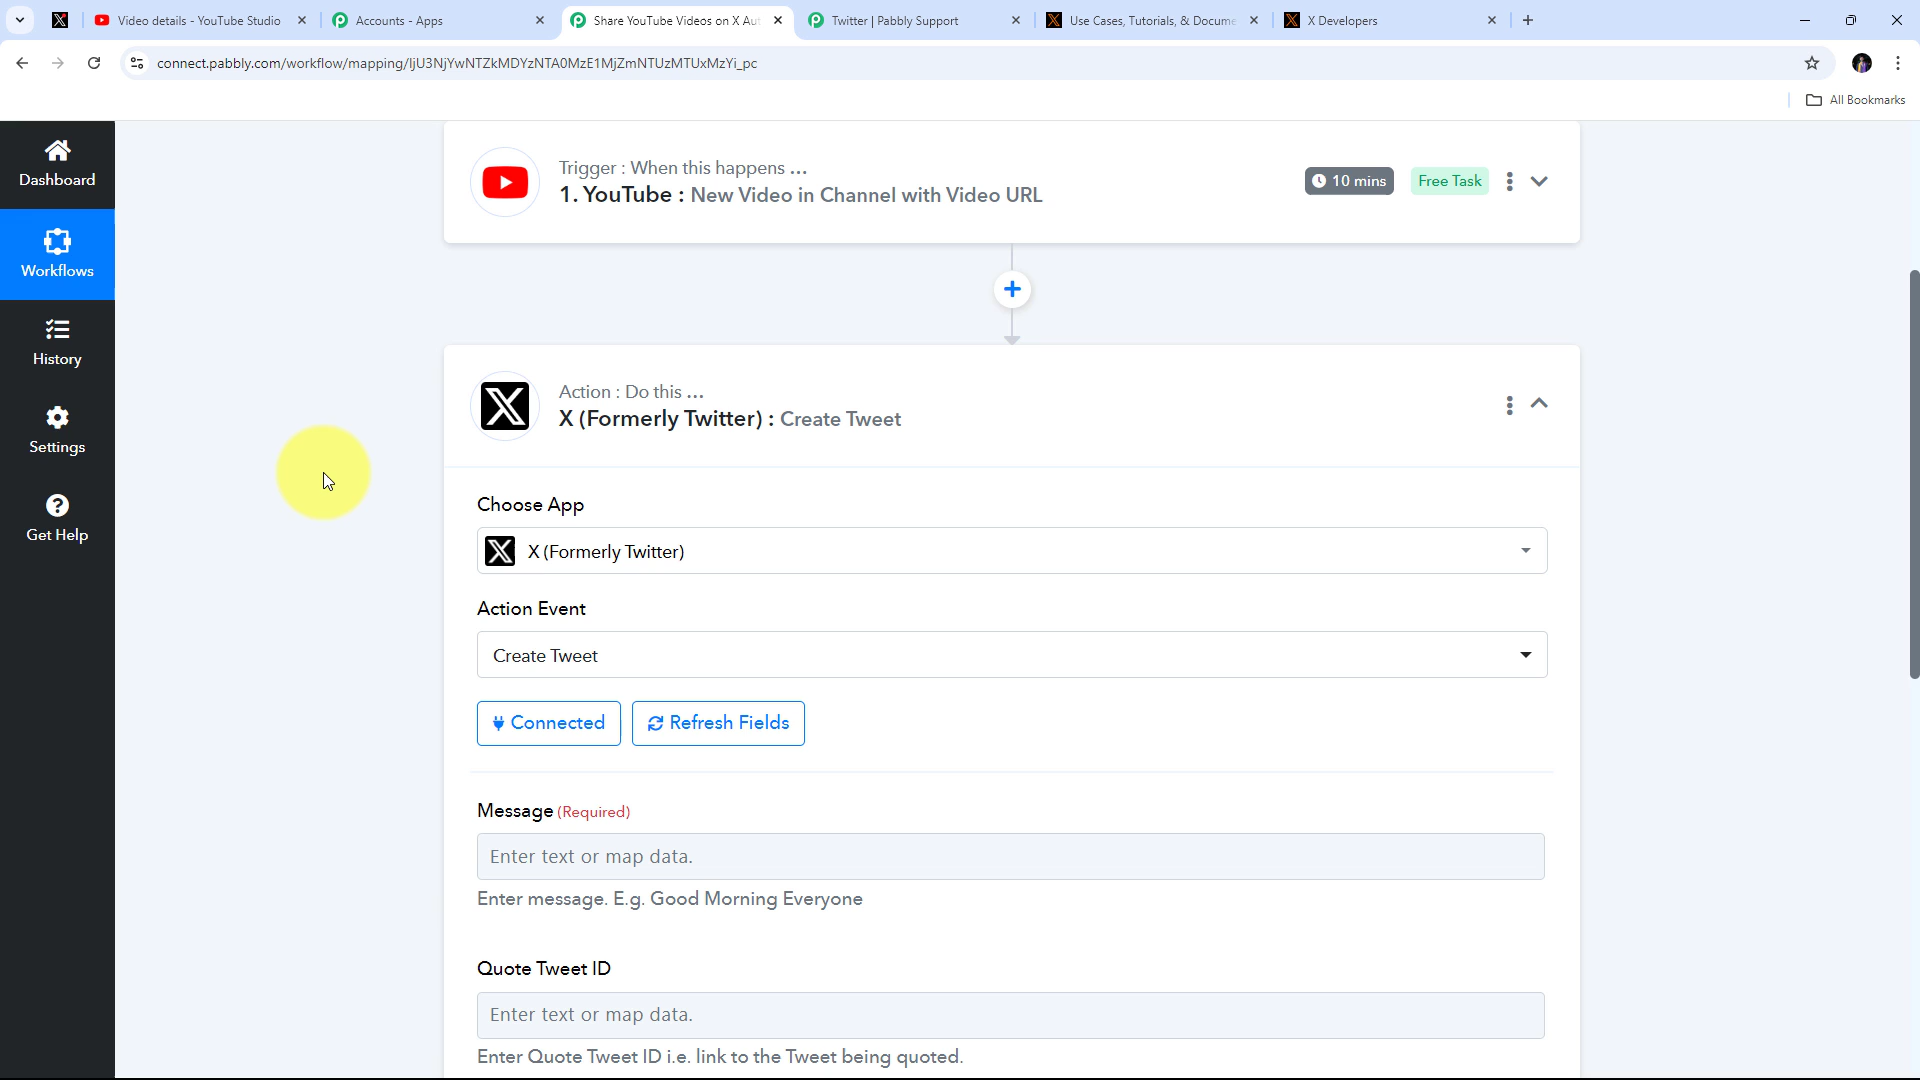 Video details - YouTube Studio
Accounts - Apps
Share YouTube Videos on X Aut
Twitter | Pabbly Support
Use Cases, Tutorials, & Docume
X Developers
connect.pabbly.com/workflow/mapping/IjU3NjYwNTZkMDYzNTA0MzE1MjZmNTUzMTUxMzYi_pc
All Bookmarks
Dashboard
Workflows
History
Settings
Get Help
Trigger : When this happens ...
1. YouTube : New Video in Channel with Video URL
10 mins
Free Task
Action : Do this ...
X (Formerly Twitter) : Create Tweet
Choose App
X (Formerly Twitter)
Action Event
Create Tweet
Connected
Refresh Fields
Message (Required)
Enter text or map data.
Enter message. E.g. Good Morning Everyone
Quote Tweet ID
Enter text or map data.
Enter Quote Tweet ID i.e. link to the Tweet being quoted.